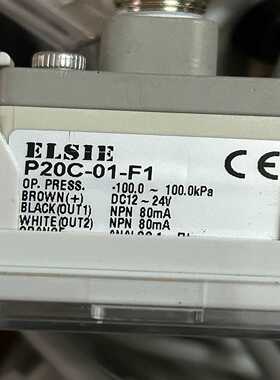 ELSIE
P20C-01-F1 CE
OP. PRESS. -100.0 ~ 100.0kPa
BROWN(+) DC12 ~ 24V
BLACK(OUT1) NPN 80mA
WHITE(OUT2) NPN 80mA